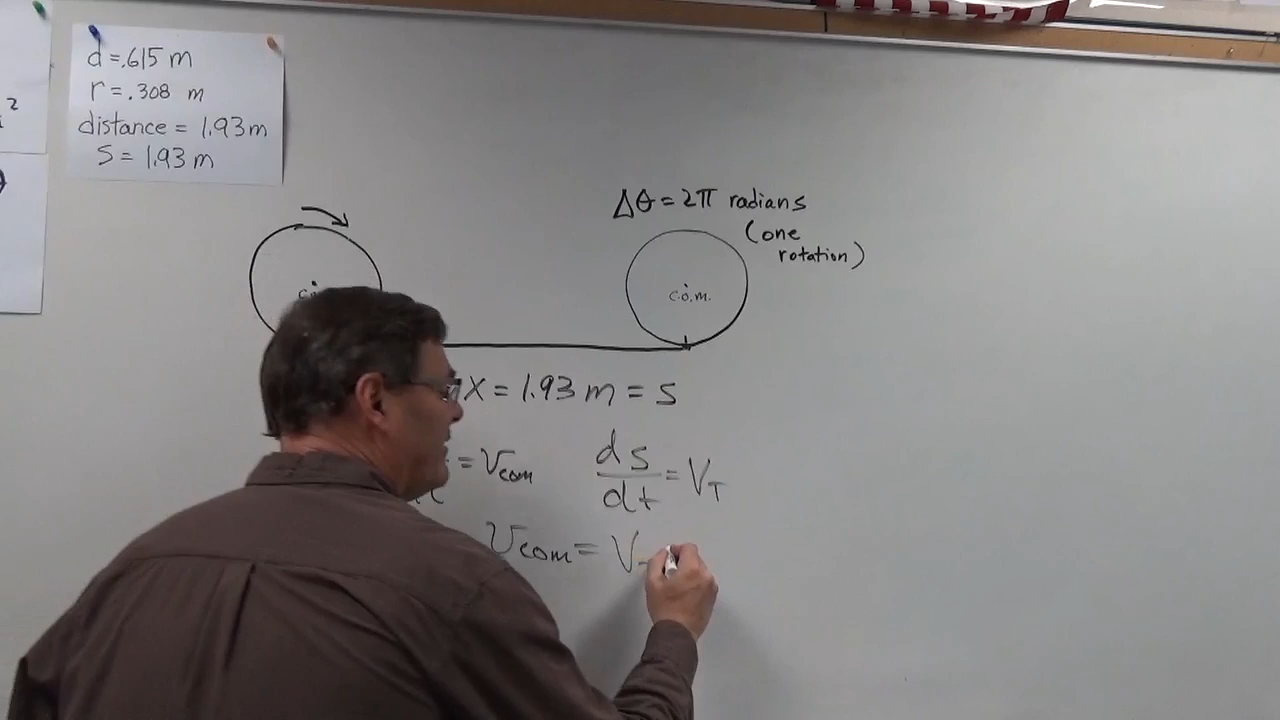 2
d = .615 m
r = .308 m
distance = 1.93 m
S = 1.93 m
Δθ = 2π radians
(one
rotation)
c.o.m.
X = 1.93 m = s
= Vcom
ds/dt = VT
Vcom = V